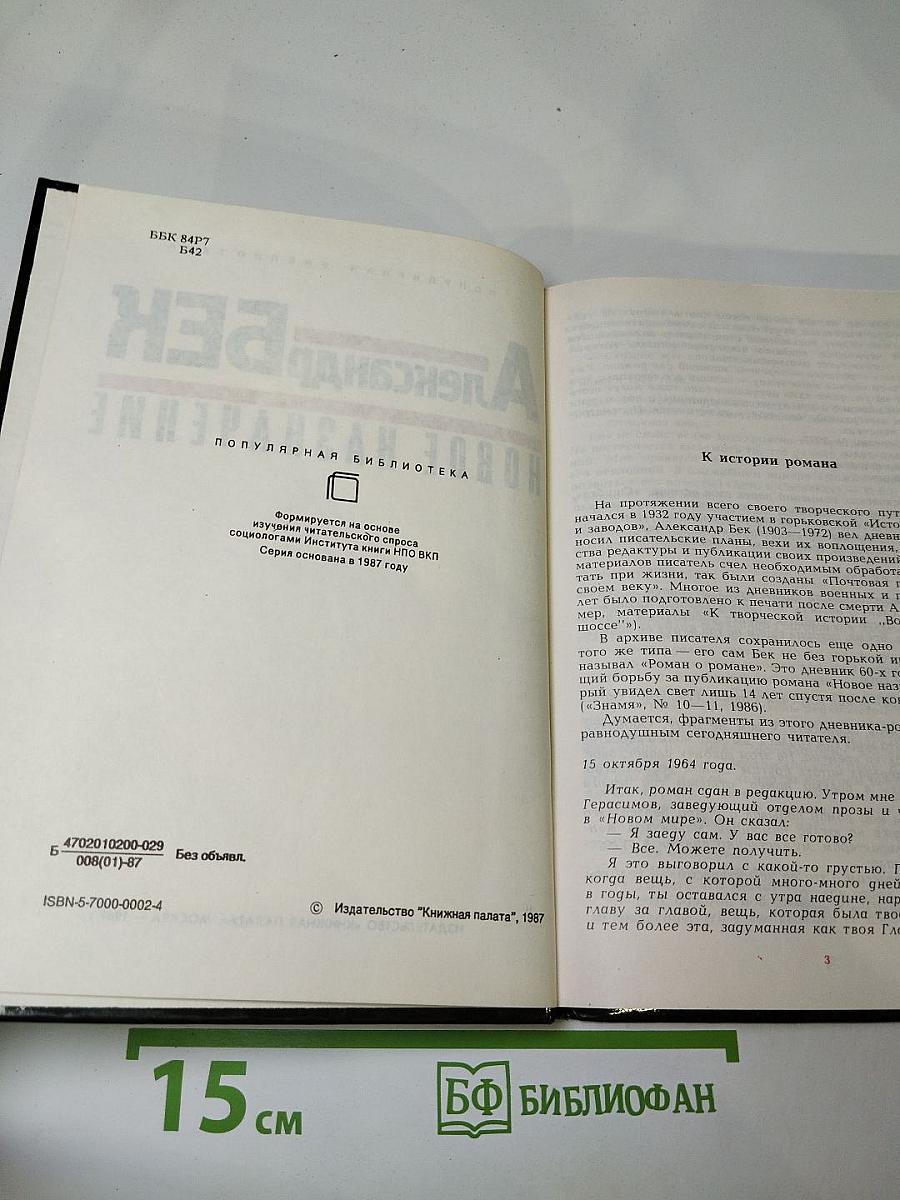 ББК 84Р7
Б42
Александр БЕК
НОВОЕ НАЗНАЧЕНИЕ
ПОПУЛЯРНАЯ БИБЛИОТЕКА
Формируется на основе
изучения читательского спроса
социологами Института книги НПО ВКП
Серия основана в 1987 году
Б 4702010200-029
008(01)-87
Без объявл.
ISBN-5-7000-0002-4
© Издательство "Книжная палата", 1987
К истории романа
На протяжении всего своего творческого пут
начался в 1932 году участием в горьковской «Исто
и заводов», Александр Бек (1903—1972) вел дневн
носил писательские планы, вехи их воплощения,
ства редактуры и публикации своих произведений
материалов писатель счел необходимым обработа
тать при жизни, так были созданы «Почтовая п
своем веку». Многое из дневников военных и п
лет было подготовлено к печати после смерти А
мер, материалы «К творческой истории ,,Во
шоссе"»).
В архиве писателя сохранилось еще одно
того же типа — его сам Бек не без горькой и
называл «Роман о романе». Это дневник 60-х го
щий борьбу за публикацию романа «Новое наз
рый увидел свет лишь 14 лет спустя после кон
(«Знамя», № 10—11, 1986).
Думается, фрагменты из этого дневника-ро
равнодушным сегодняшнего читателя.
15 октября 1964 года.
Итак, роман сдан в редакцию. Утром мне
Герасимов, заведующий отделом прозы и
в «Новом мире». Он сказал:
— Я заеду сам. У вас все готово?
— Все. Можете получить.
Я это выговорил с какой-то грустью. П
когда вещь, с которой много-много дней
в годы, ты оставался с утра наедине, нар
главу за главой, вещь, которая была тво
и тем более эта, задуманная как твоя Гл
3
15 см
БФ БИБЛИОФАН